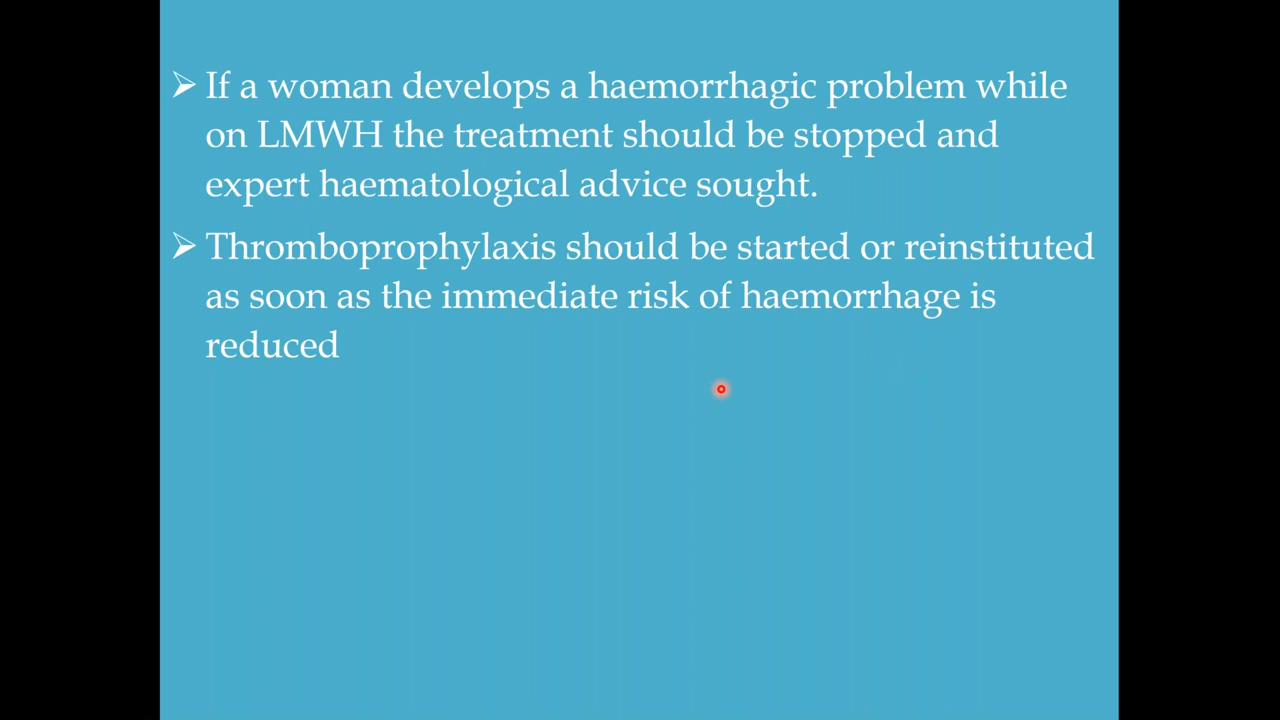 ➢ If a woman develops a haemorrhagic problem while
on LMWH the treatment should be stopped and
expert haematological advice sought.
➢ Thromboprophylaxis should be started or reinstituted
as soon as the immediate risk of haemorrhage is
reduced